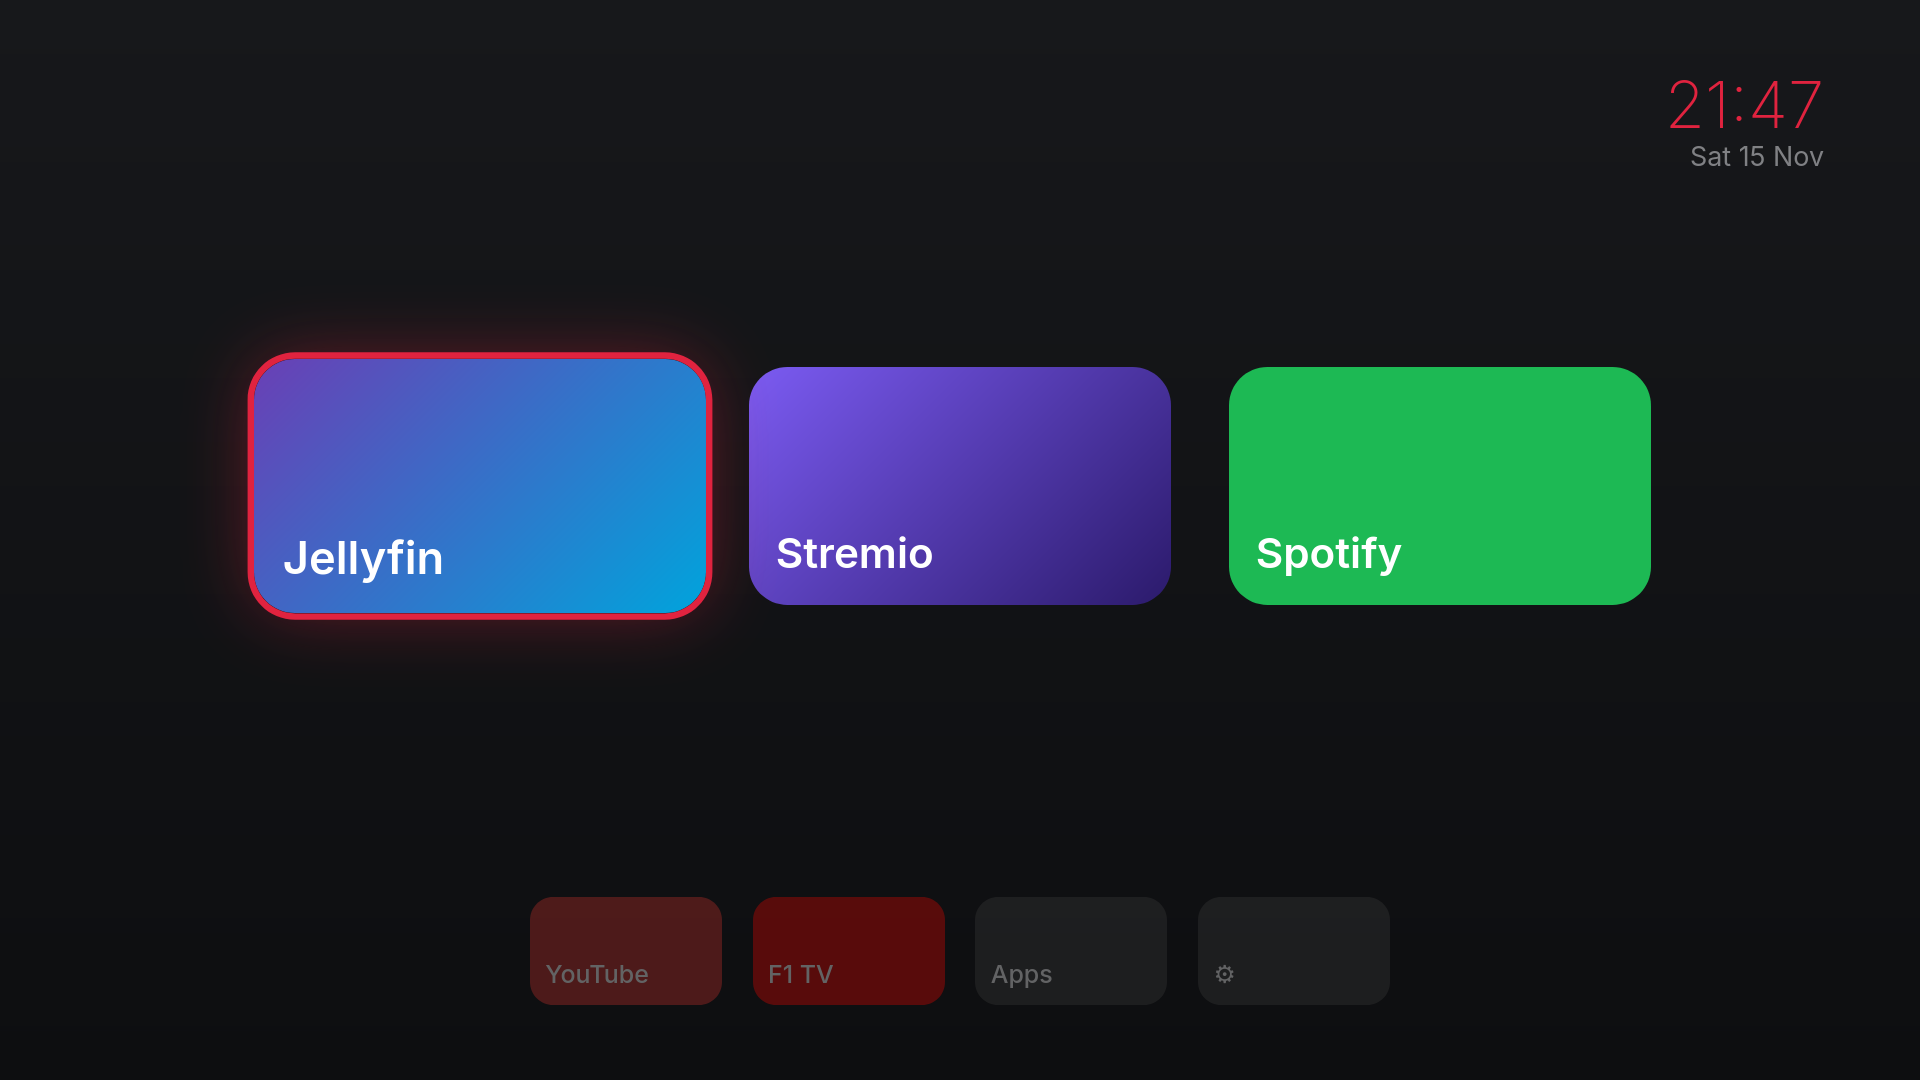 21:47
Sat 15 Nov
Jellyfin
Stremio
Spotify
YouTube
F1 TV
Apps
⚙